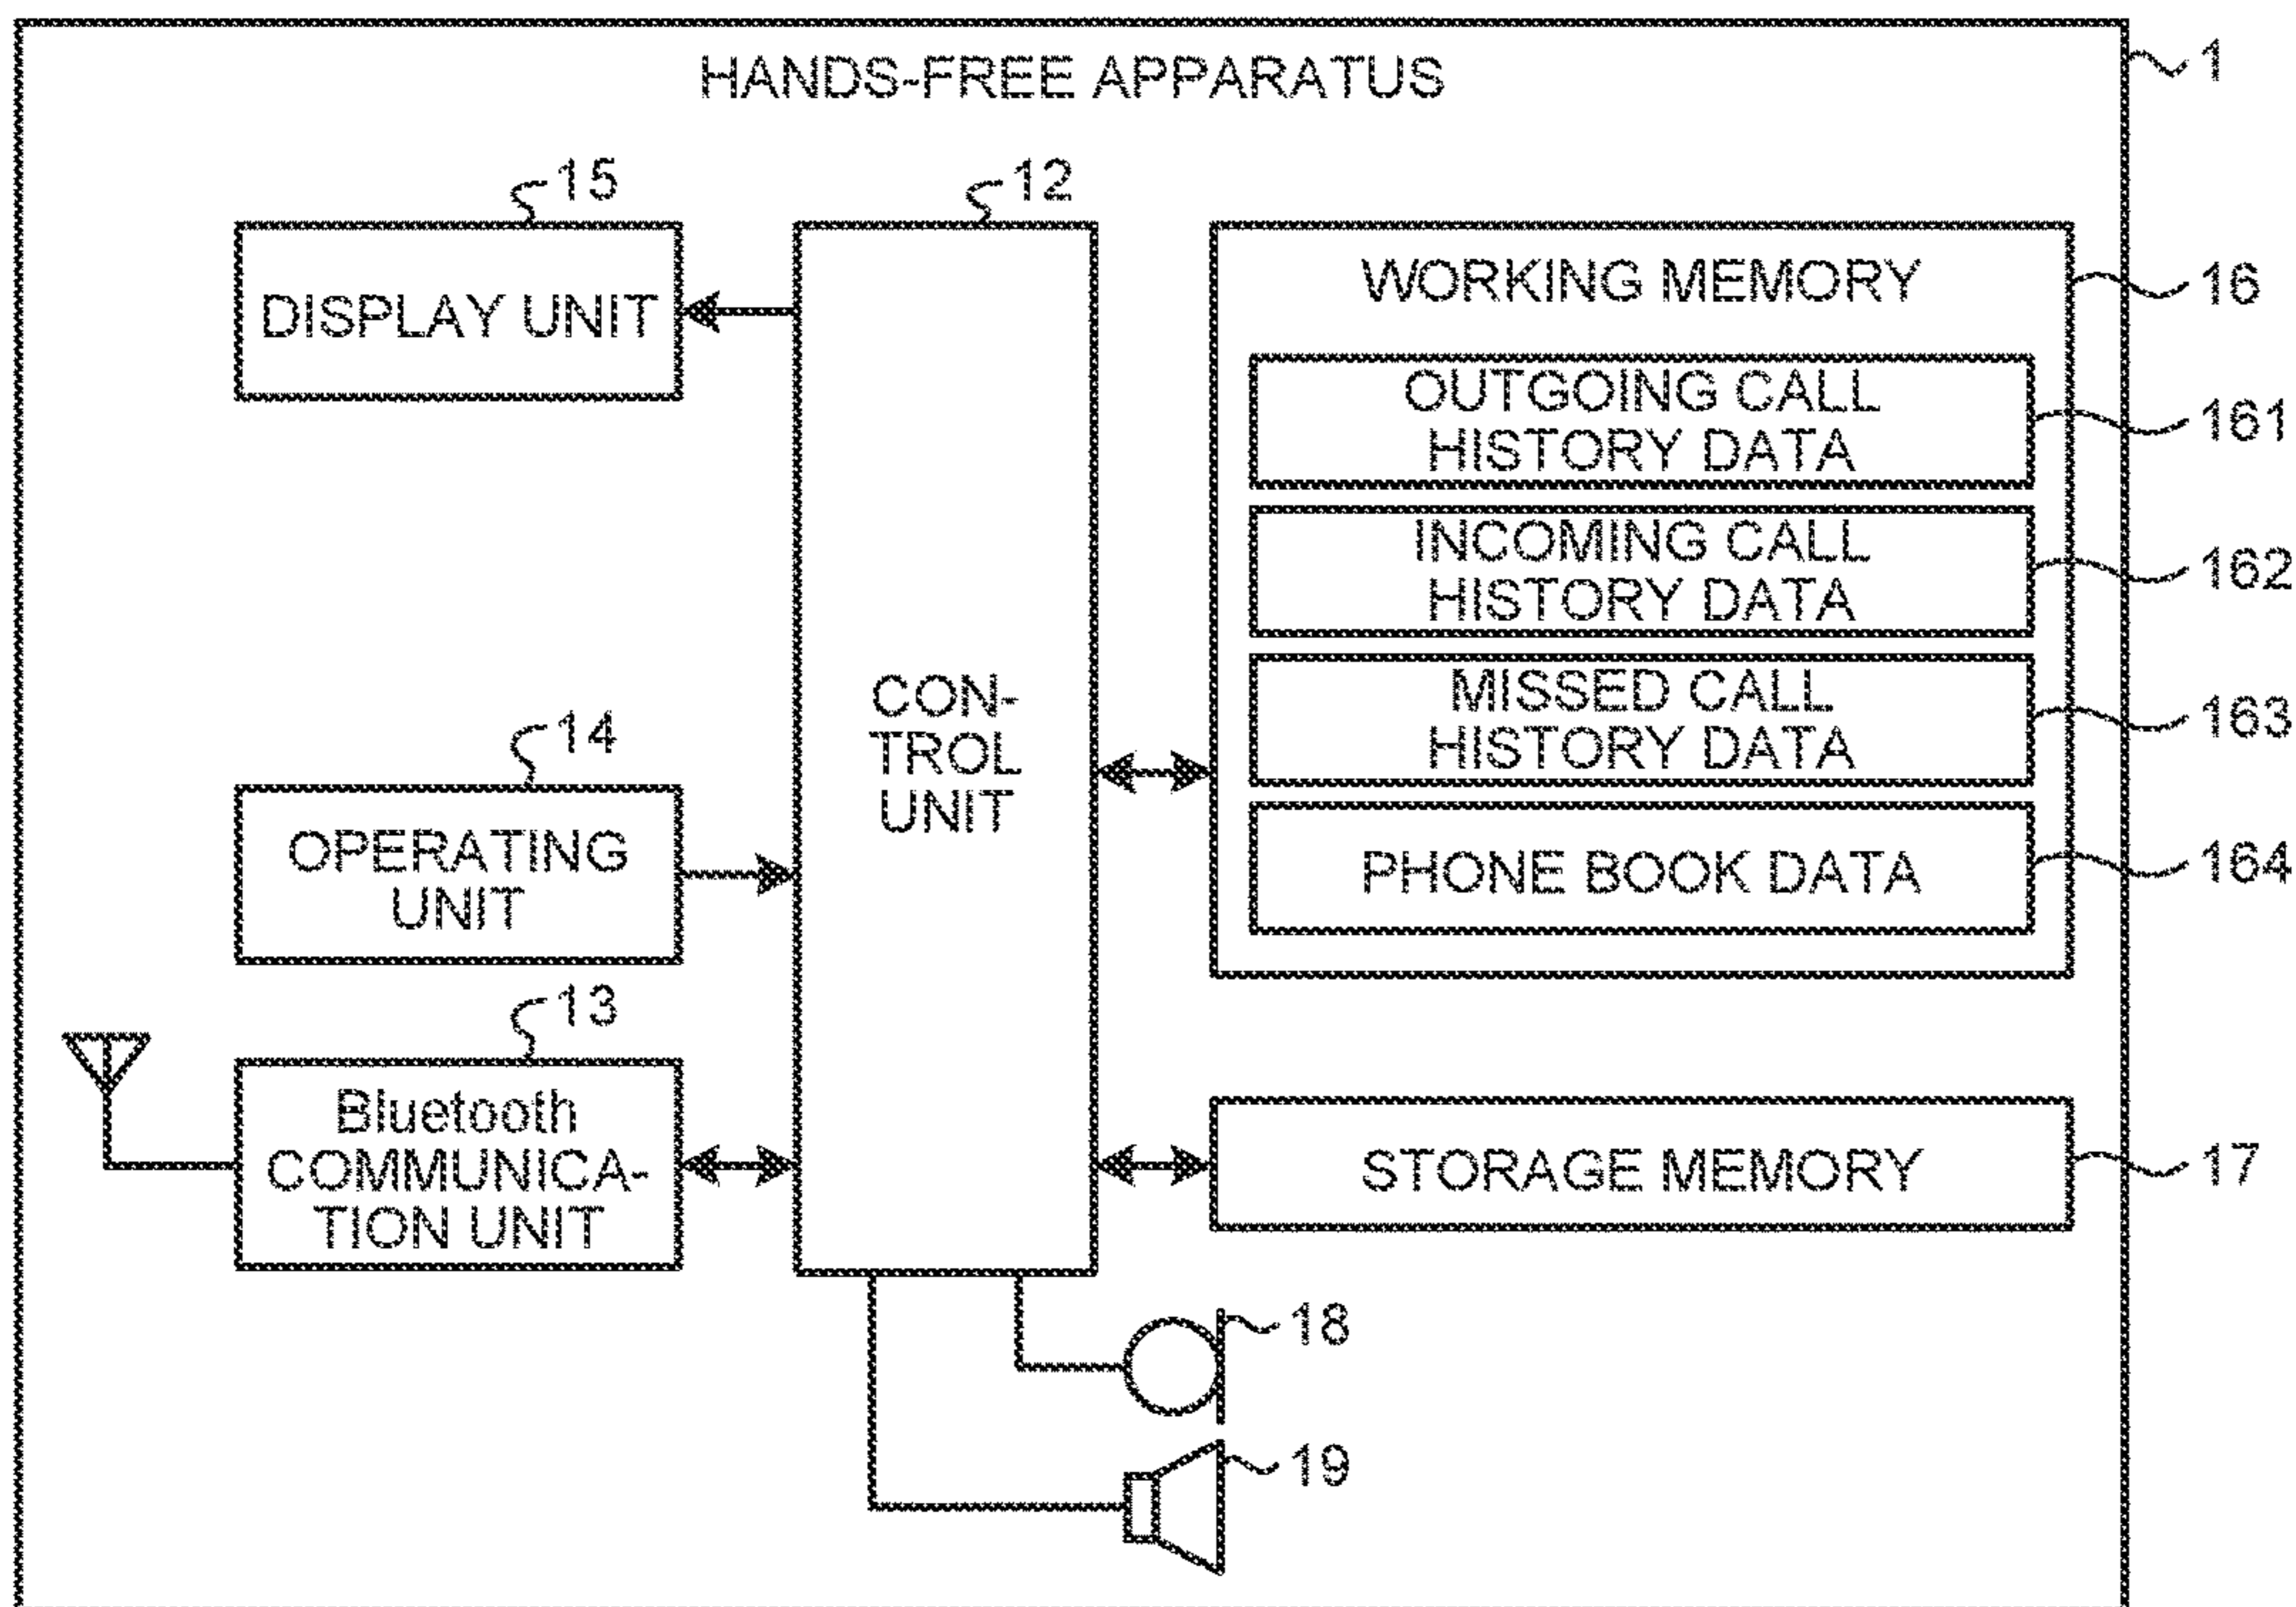 HANDS-FREE APPARATUS
1
15
DISPLAY UNIT
12
CON-
TROL
UNIT
14
OPERATING
UNIT
13
Bluetooth
COMMUNICA-
TION UNIT
WORKING MEMORY
16
OUTGOING CALL
HISTORY DATA
161
INCOMING CALL
HISTORY DATA
162
MISSED CALL
HISTORY DATA
163
PHONE BOOK DATA
164
STORAGE MEMORY
17
18
19